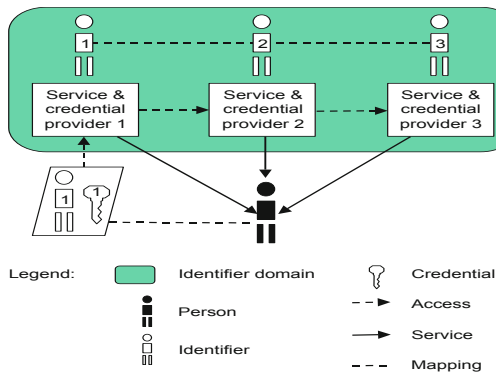 1 2 3
Service & credential provider 1
Service & credential provider 2
Service & credential provider 3
1 1
Legend:
Identifier domain
Person
Identifier
Credential
Access
Service
Mapping